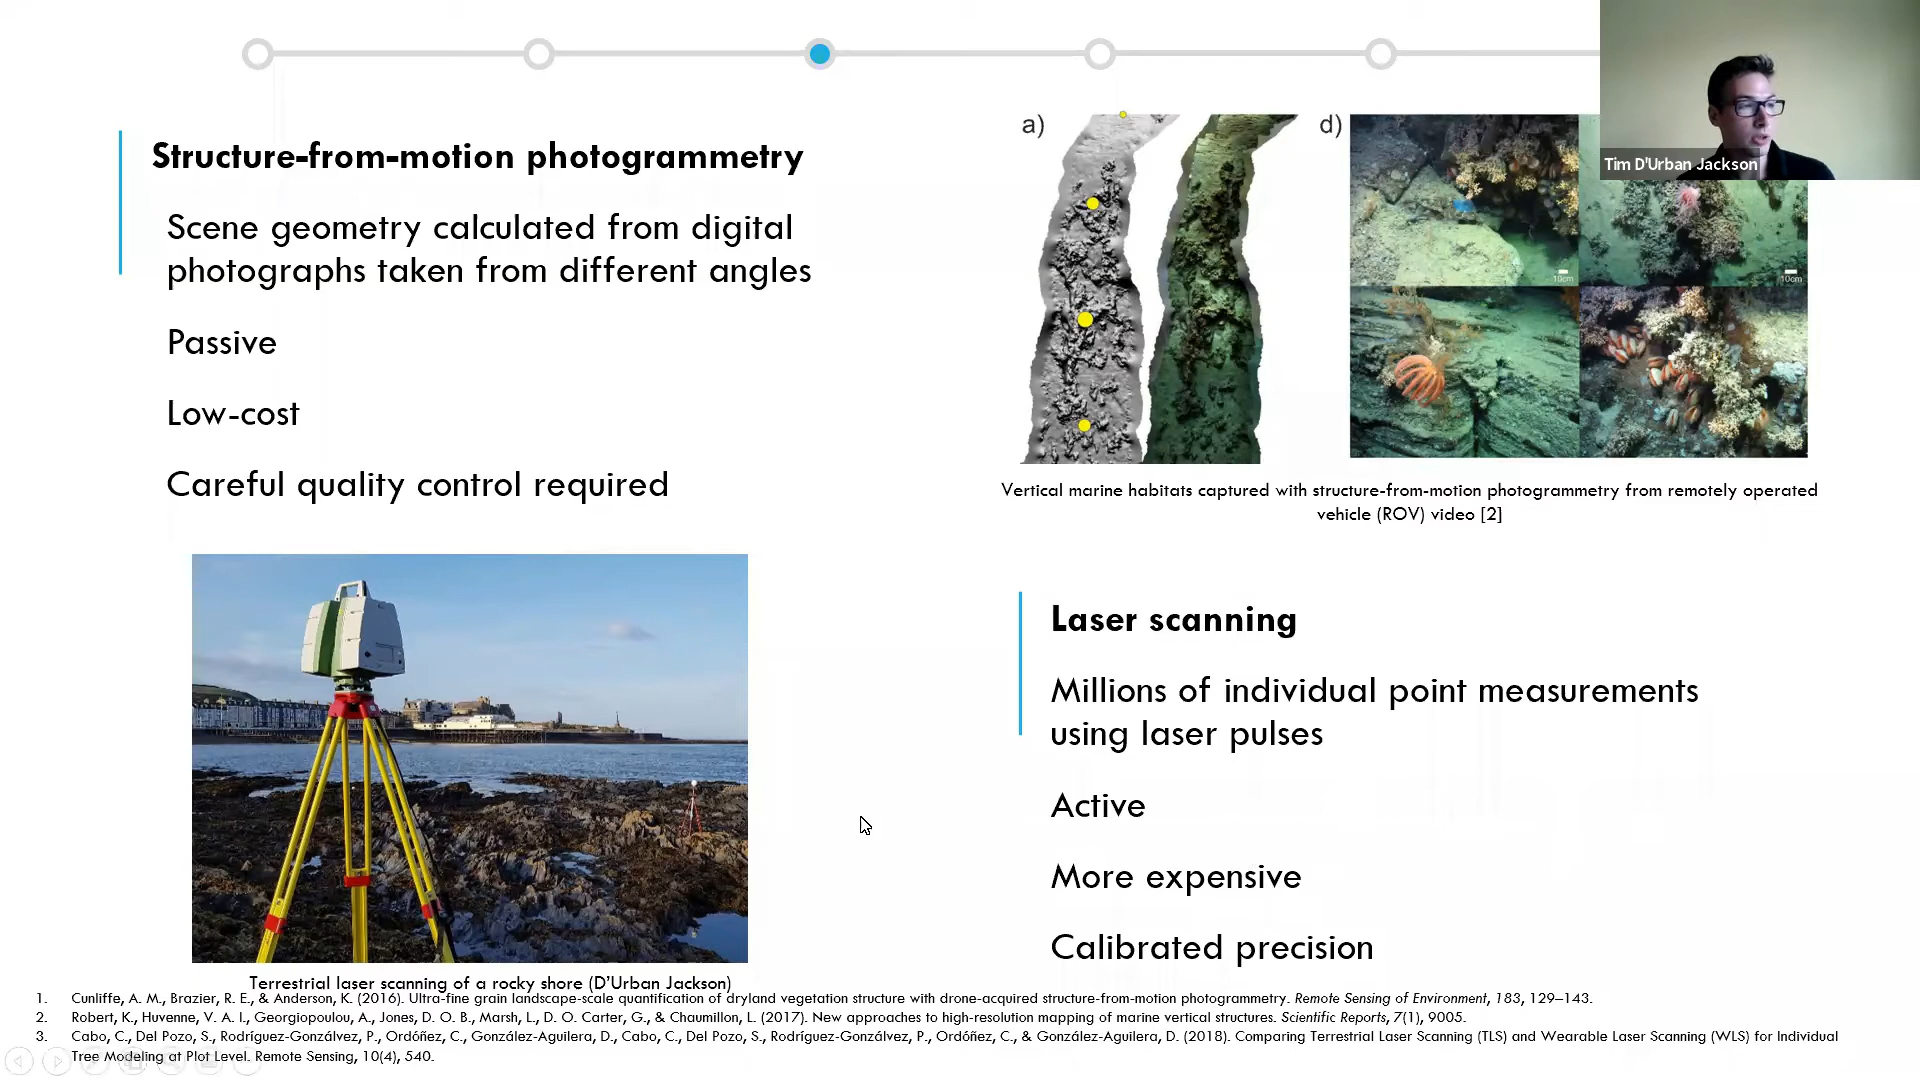 Structure-from-motion photogrammetry
Scene geometry calculated from digital
photographs taken from different angles
Passive
Low-cost
Careful quality control required
a)
d)
10cm
10cm
Tim D'Urban Jackson
Vertical marine habitats captured with structure-from-motion photogrammetry from remotely operated
vehicle (ROV) video [2]
Laser scanning
Millions of individual point measurements
using laser pulses
Active
More expensive
Calibrated precision
Terrestrial laser scanning of a rocky shore (D'Urban Jackson)
1. Cunliffe, A. M., Brazier, R. E., & Anderson, K. (2016). Ultra-fine grain landscape-scale quantification of dryland vegetation structure with drone-acquired structure-from-motion photogrammetry. Remote Sensing of Environment, 183, 129–143.
2. Robert, K., Huvenne, V. A. I., Georgiopoulou, A., Jones, D. O. B., Marsh, L., D. O. Carter, G., & Chaumillon, L. (2017). New approaches to high-resolution mapping of marine vertical structures. Scientific Reports, 7(1), 9005.
3. Cabo, C., Del Pozo, S., Rodríguez-Gonzálvez, P., Ordóñez, C., González-Aguilera, D., Cabo, C., Del Pozo, S., Rodríguez-Gonzálvez, P., Ordóñez, C., & González-Aguilera, D. (2018). Comparing Terrestrial Laser Scanning (TLS) and Wearable Laser Scanning (WLS) for Individual
Tree Modeling at Plot Level. Remote Sensing, 10(4), 540.